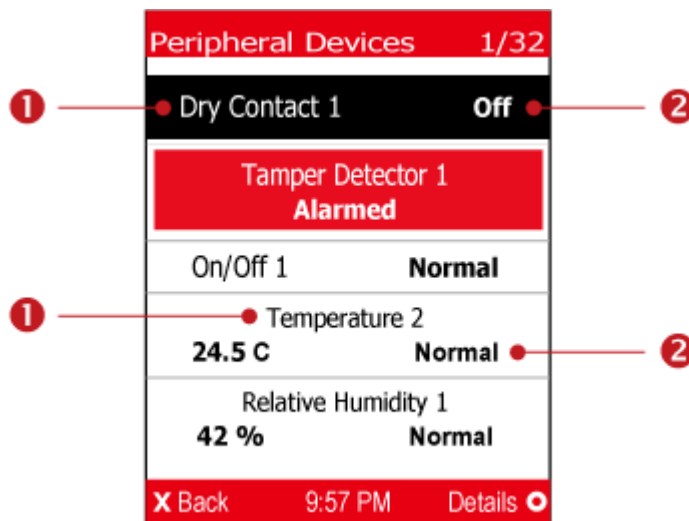 Peripheral Devices 1/32
1 Dry Contact 1 Off 2
Tamper Detector 1
Alarmed
On/Off 1 Normal
1 Temperature 2
24.5 C Normal 2
Relative Humidity 1
42 % Normal
X Back 9:57 PM Details O